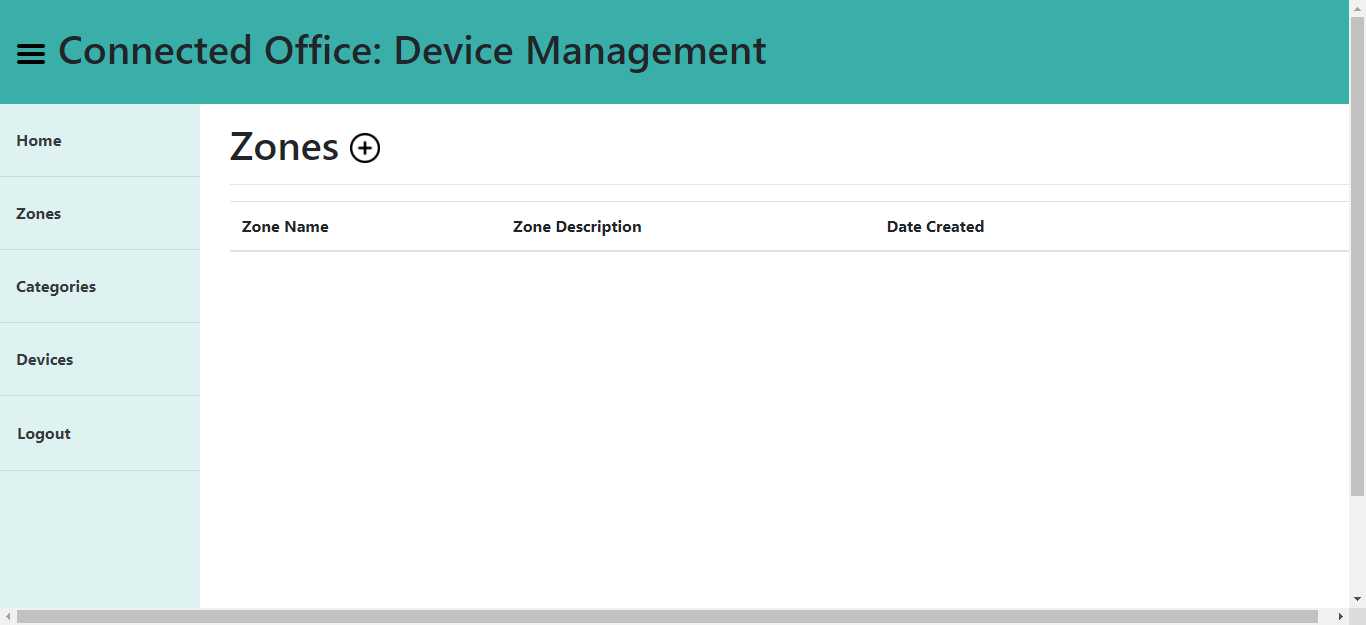 Connected Office: Device Management
Home
Zones
Categories
Devices
Logout
Zones
Zone Name Zone Description Date Created